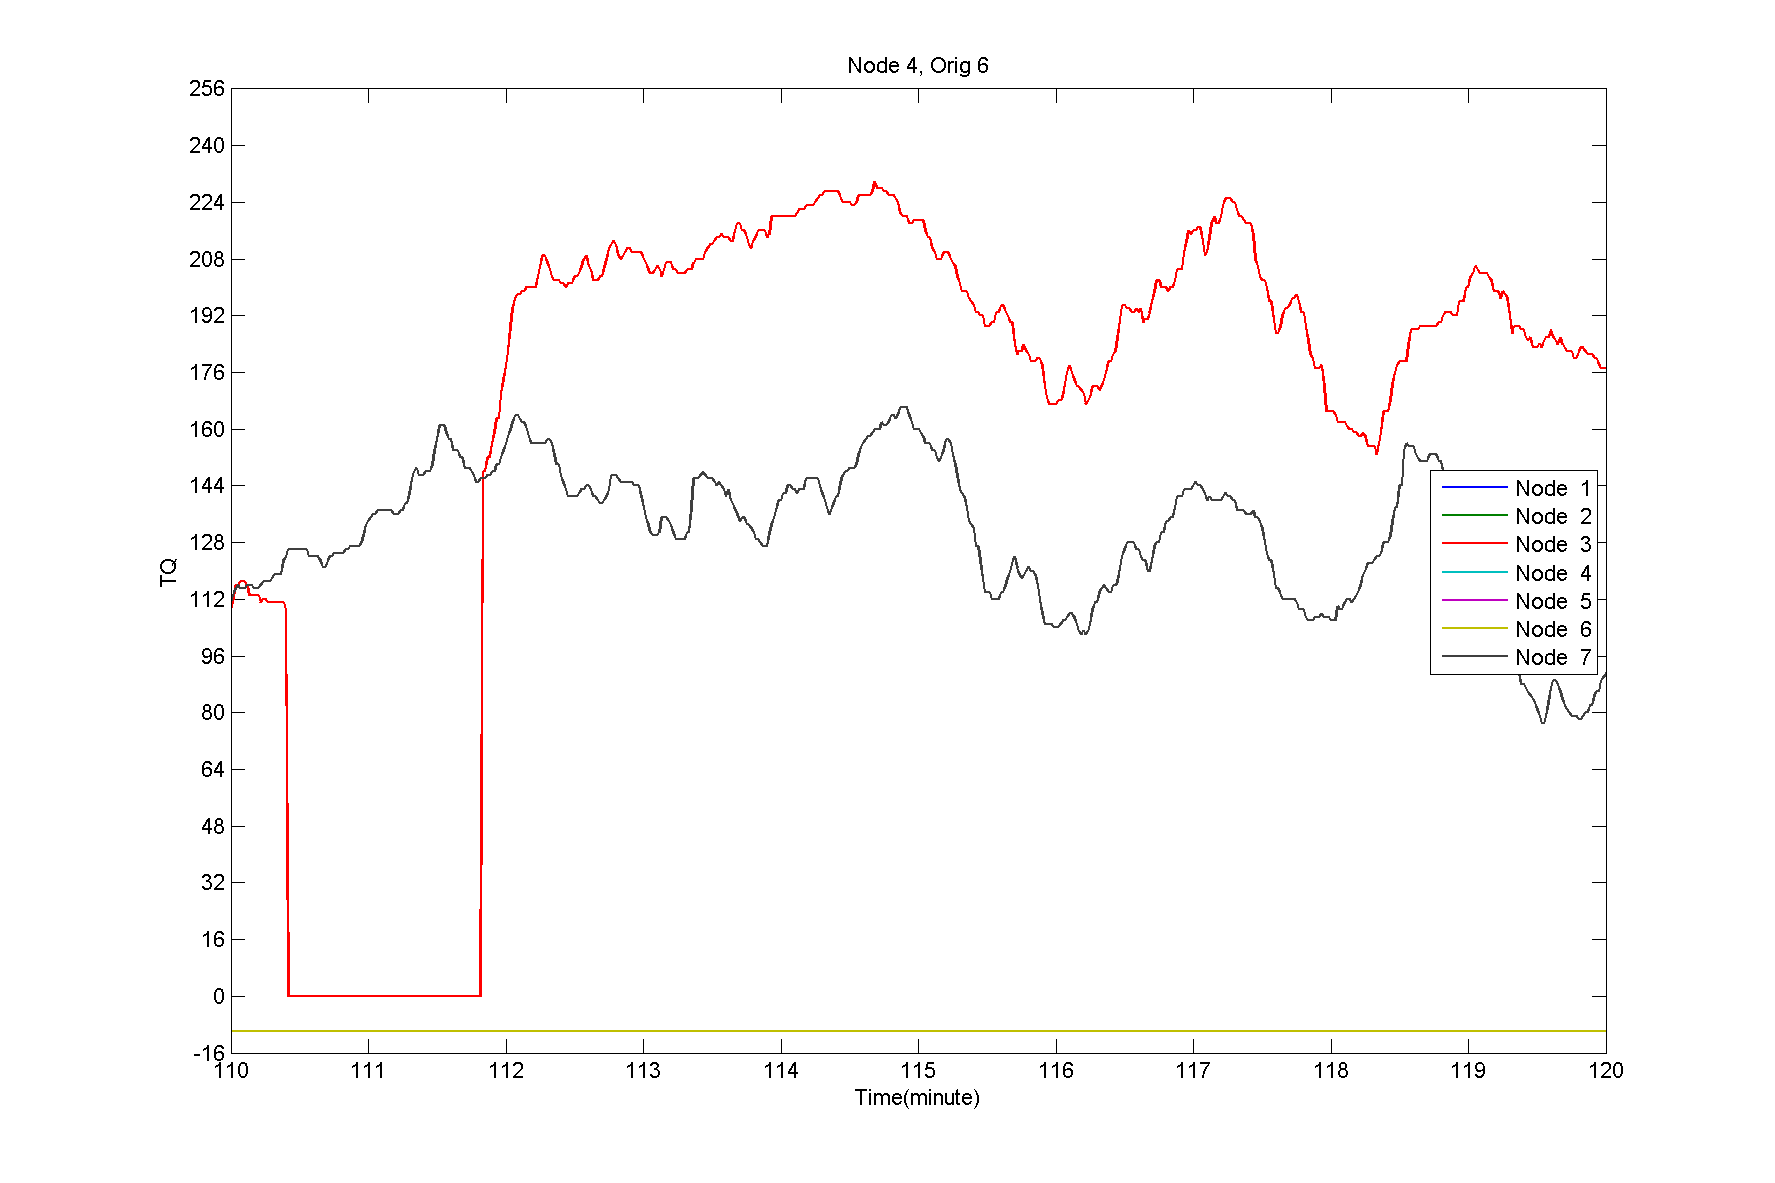 Node 4, Orig 6
256
240
224
208
192
176
160
144
128
112
96
80
64
48
32
16
0
-16
TQ
Node 1
Node 2
Node 3
Node 4
Node 5
Node 6
Node 7
110 111 112 113 114 115 116 117 118 119 120
Time(minute)